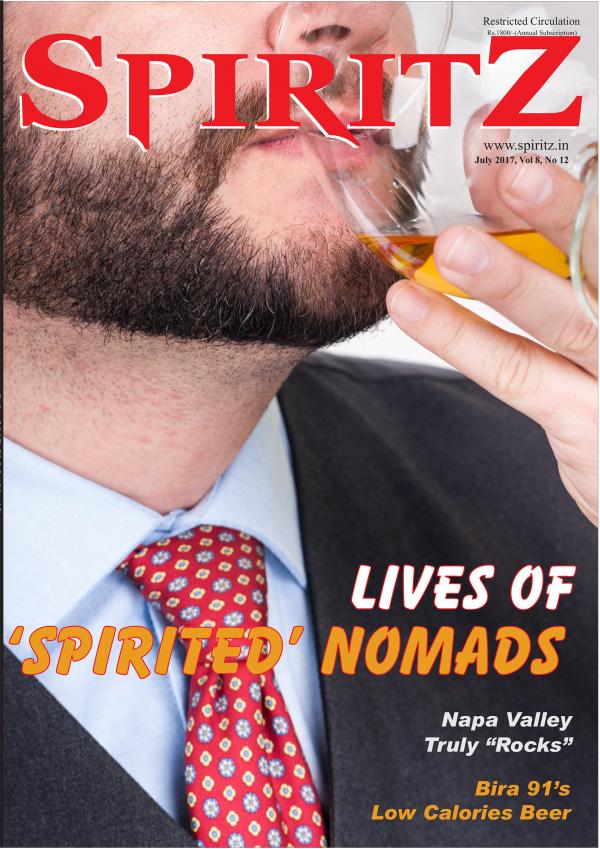 Restricted Circulation
Rs.1800/-(Annual Subscription)
SPIRITZ
www.spiritz.in
July 2017, Vol 8, No 12
LIVES OF
‘SPIRITED’ NOMADS
Napa Valley
Truly “Rocks”
Bira 91’s
Low Calories Beer